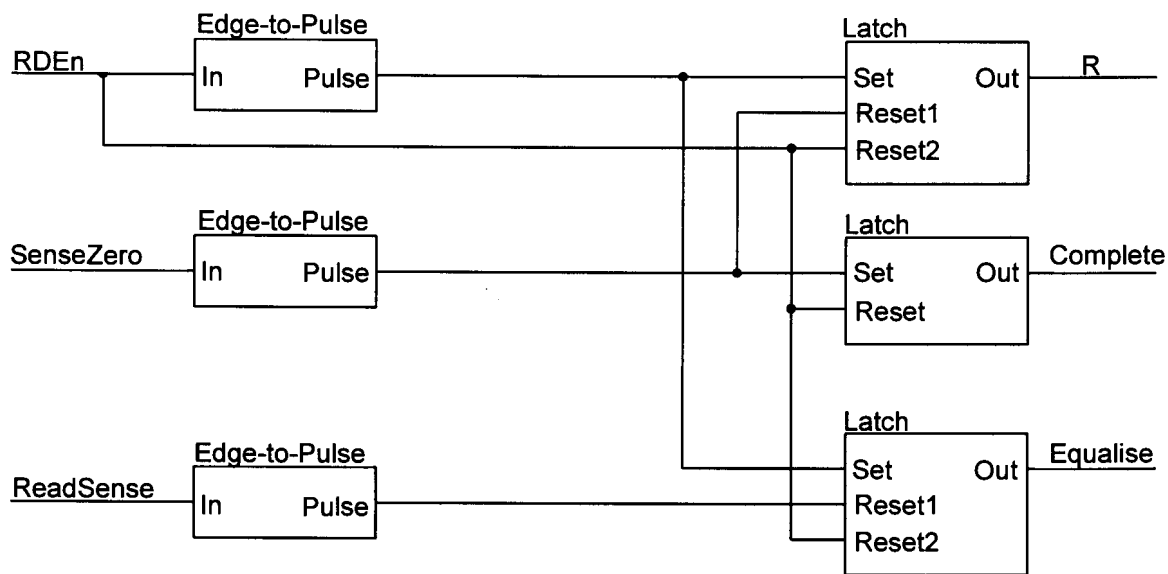 Edge-to-Pulse
Latch
RDEn
In
Pulse
Set
Out
R
Reset1
Reset2
Edge-to-Pulse
Latch
SenseZero
In
Pulse
Set
Out
Complete
Reset
Edge-to-Pulse
Latch
ReadSense
In
Pulse
Set
Out
Equalise
Reset1
Reset2